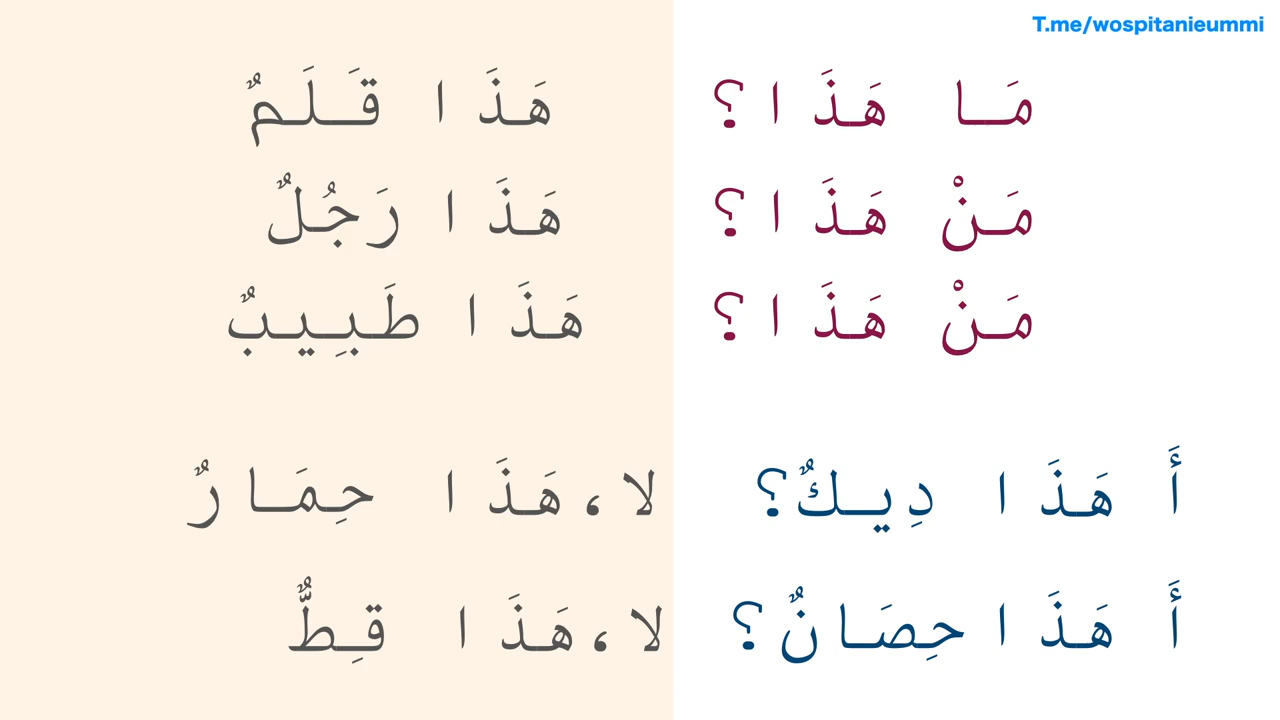 T.me/wospitanieummi
مَا هَذَا؟ هَذَا قَلَمٌ
مَنْ هَذَا؟ هَذَا رَجُلٌ
مَنْ هَذَا؟ هَذَا طَبِيبٌ
أَ هَذَا دِيكٌ؟ لا، هَذَا حِمَارٌ
أَ هَذَا حِصَانٌ؟ لا، هَذَا قِطٌّ